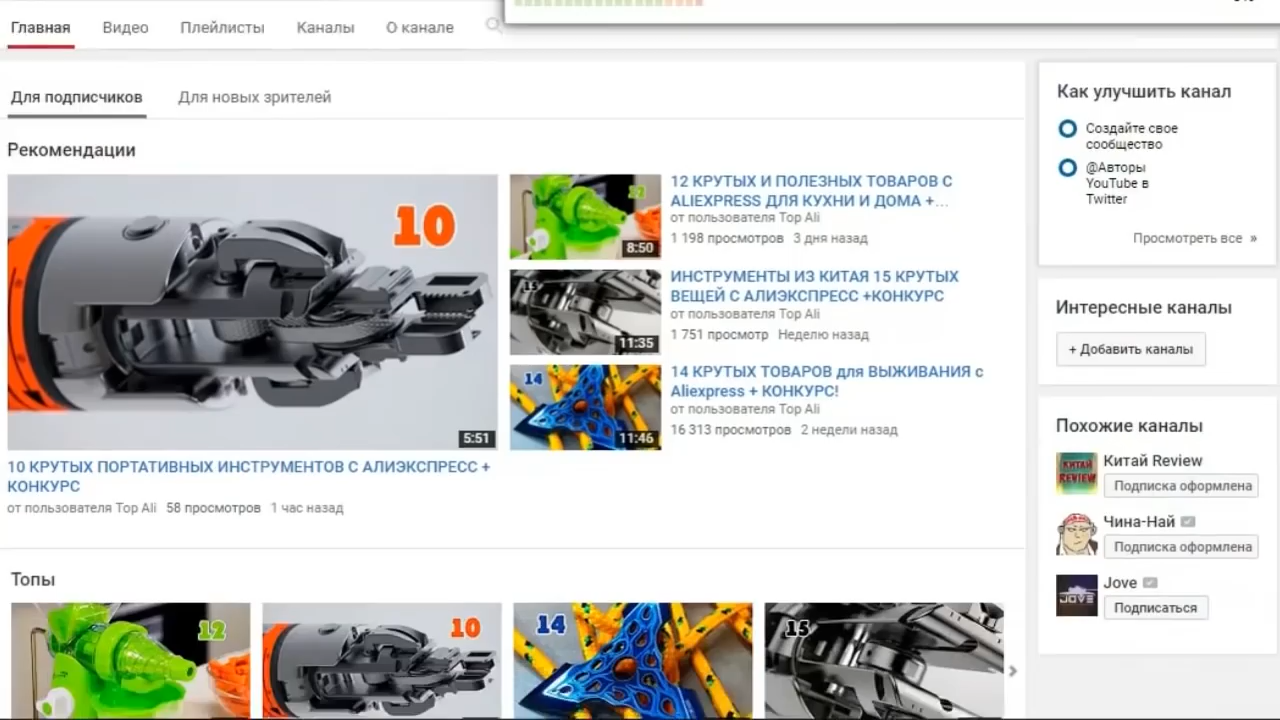 Главная Видео Плейлисты Каналы О канале
Для подписчиков Для новых зрителей
Рекомендации
10
5:51
10 КРУТЫХ ПОРТАТИВНЫХ ИНСТРУМЕНТОВ С АЛИЭКСПРЕСС +
КОНКУРС
от пользователя Top Ali 58 просмотров 1 час назад
12
8:50
12 КРУТЫХ И ПОЛЕЗНЫХ ТОВАРОВ С
ALIEXPRESS ДЛЯ КУХНИ И ДОМА +...
от пользователя Top Ali
1 198 просмотров 3 дня назад
15
11:35
ИНСТРУМЕНТЫ ИЗ КИТАЯ 15 КРУТЫХ
ВЕЩЕЙ С АЛИЭКСПРЕСС +КОНКУРС
от пользователя Top Ali
1 751 просмотр Неделю назад
14
11:46
14 КРУТЫХ ТОВАРОВ для ВЫЖИВАНИЯ с
Aliexpress + КОНКУРС!
от пользователя Top Ali
16 313 просмотров 2 недели назад
Топы
12
10
14
15
Как улучшить канал
Создайте свое
сообщество
@Авторы
YouTube в
Twitter
Просмотреть все »
Интересные каналы
+ Добавить каналы
Похожие каналы
КИТАЙ
REVIEW
Китай Review
Подписка оформлена
Чина-Най
Подписка оформлена
JOVE
Jove
Подписаться